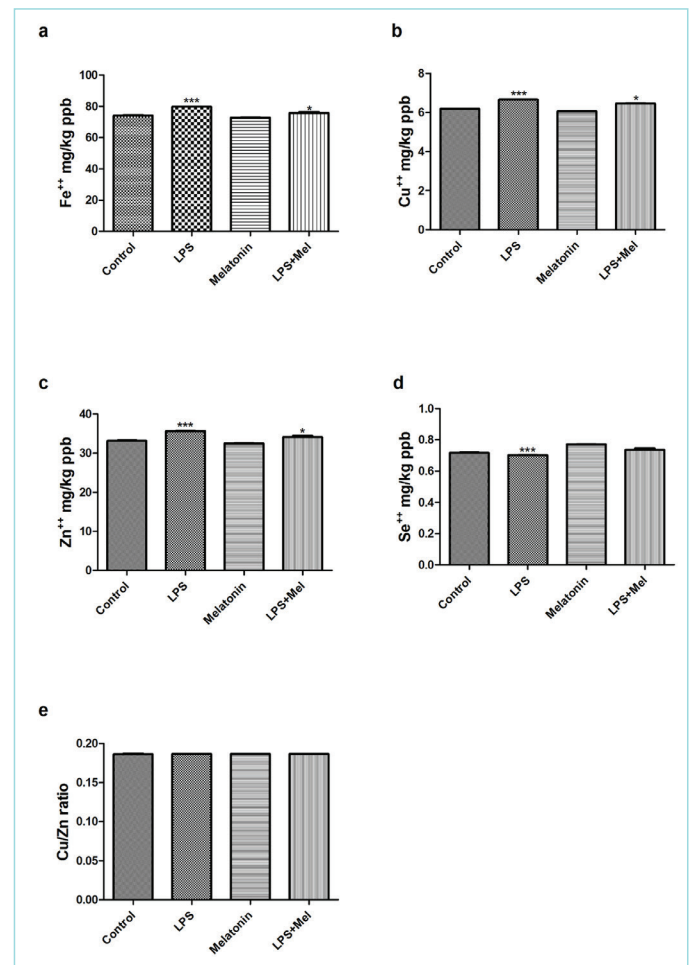 a
100
80
60
40
20
0
Fe++ mg/kg ppb
***
*
Control
LPS
Melatonin
LPS+Mel
b
8
6
4
2
0
Cu++ mg/kg ppb
***
*
Control
LPS
Melatonin
LPS+Mel
c
40
30
20
10
0
Zn++ mg/kg ppb
***
*
Control
LPS
Melatonin
LPS+Mel
d
1.0
0.8
0.6
0.4
0.2
0.0
Se++ mg/kg ppb
***
Control
LPS
Melatonin
LPS+Mel
e
0.20
0.15
0.10
0.05
0.00
Cu/Zn ratio
Control
LPS
Melatonin
LPS+Mel